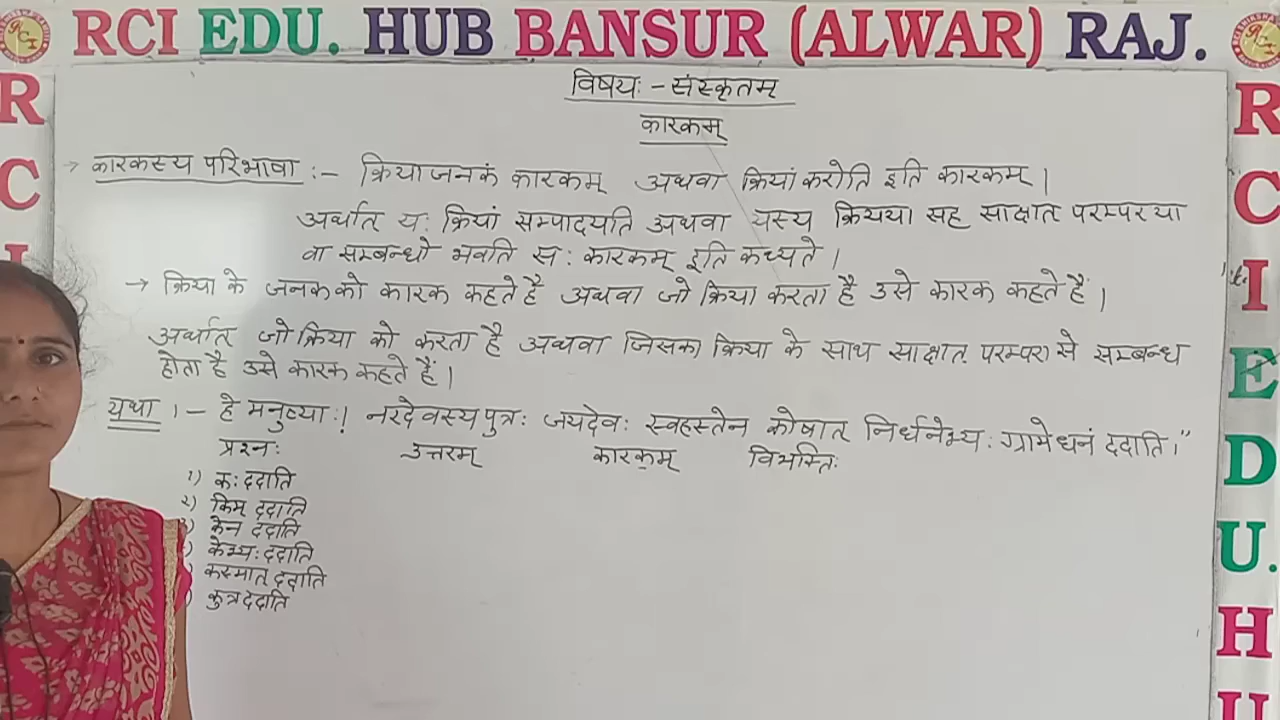 RCI EDU. HUB BANSUR (ALWAR) RAJ.
विषयः - संस्कृतम्
कारकम्
→ कारकस्य परिभाषा :- क्रियाजनकं कारकम् अथवा क्रियां करोति इति कारकम् ।
अर्थात् यः क्रियां सम्पादयति अथवा यस्य क्रियया सह साक्षात् परम्परया
वा सम्बन्धो भवति सः कारकम् इति कथ्यते ।
→ क्रिया के जनक को कारक कहते है अथवा जो क्रिया करता है उसे कारक कहते हैं ।
अर्थात् जो क्रिया को करता है अथवा जिसका क्रिया के साथ साक्षात् परम्परा से सम्बन्ध
होता है उसे कारक कहते हैं ।
यथा :- हे मनुष्याः! नरदेवस्य पुत्रः जयदेवः स्वहस्तेन कोषात् निर्धनेभ्यः ग्रामे धनं ददाति ।"
प्रश्नः उत्तरम् कारकम् विभक्तिः
१) कः ददाति
२) किम् ददाति
) केन ददाति
) केभ्यः ददाति
) कस्मात् ददाति
) कुत्र ददाति
R
C
I
R
C
I
E
D
U.
H
U